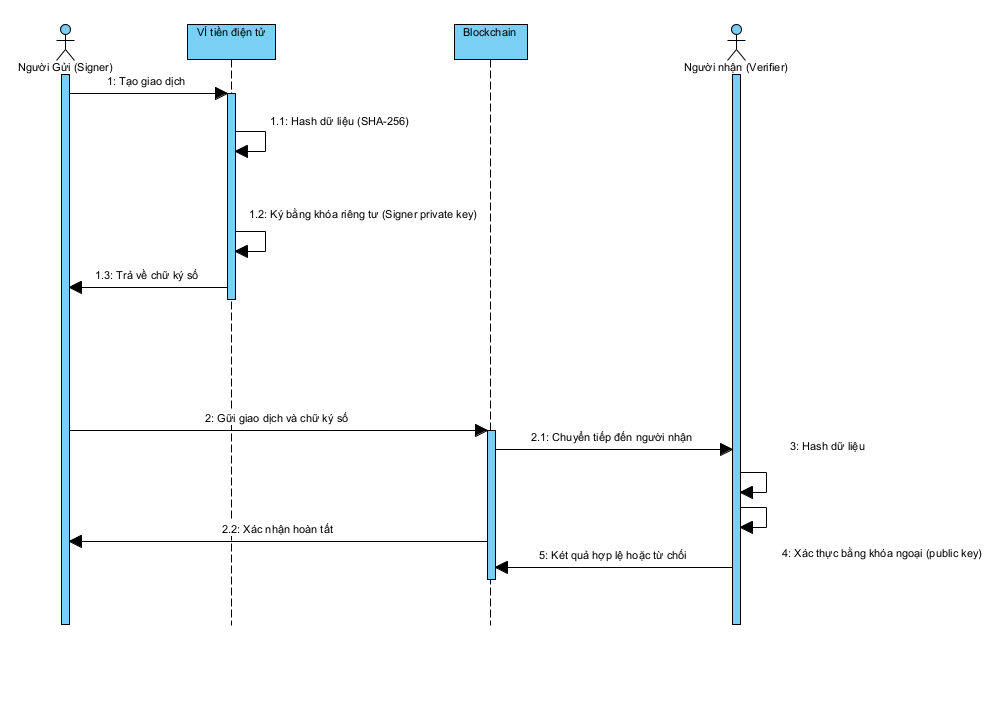 Ví tiền điện tử
Blockchain
Người Gửi (Signer)
Người nhận (Verifier)
1: Tạo giao dịch
1.1: Hash dữ liệu (SHA-256)
1.2: Ký bằng khóa riêng tư (Signer private key)
1.3: Trả về chữ ký số
2: Gửi giao dịch và chữ ký số
2.1: Chuyển tiếp đến người nhận
3: Hash dữ liệu
2.2: Xác nhận hoàn tất
4: Xác thực bằng khóa ngoại (public key)
5: Két quả hợp lệ hoặc từ chối